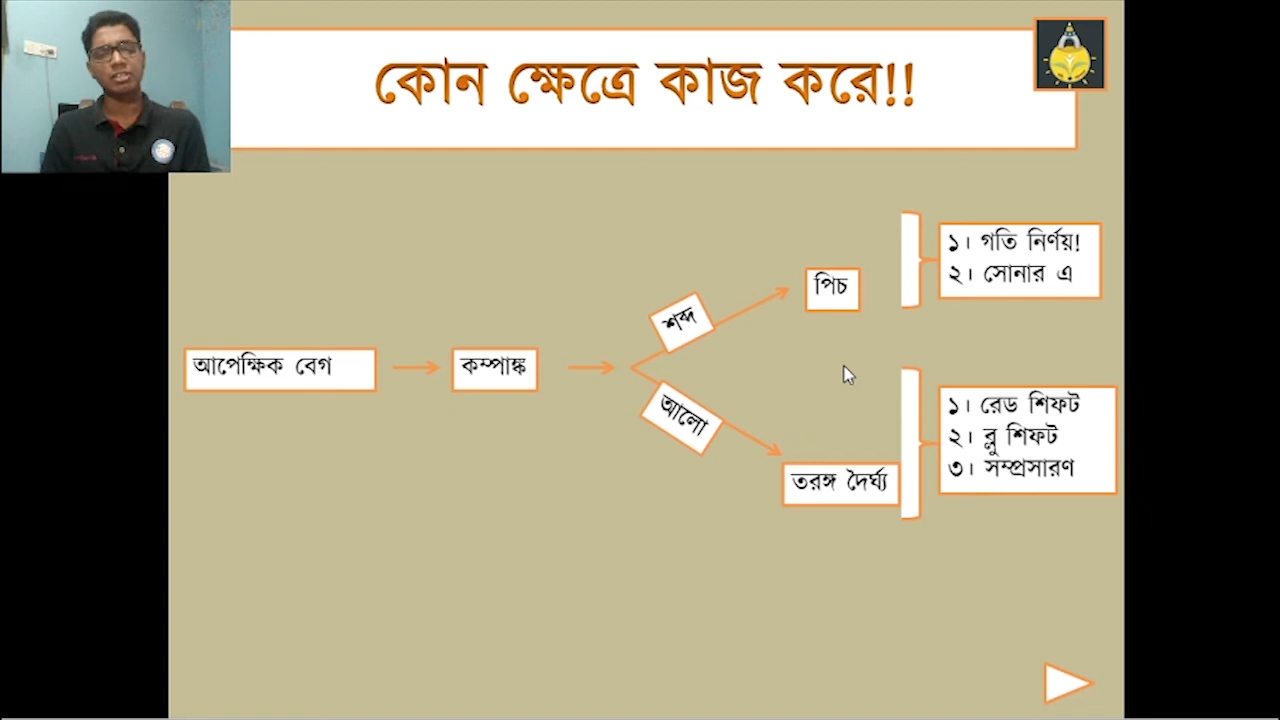 কোন ক্ষেত্রে কাজ করে!!
১। গতি নির্ণয়!
২। সোনার এ
পিচ
শব্দ
আপেক্ষিক বেগ
কম্পাঙ্ক
আলো
১। রেড শিফট
২। ব্লু শিফট
৩। সম্প্রসারণ
তরঙ্গ দৈর্ঘ্য